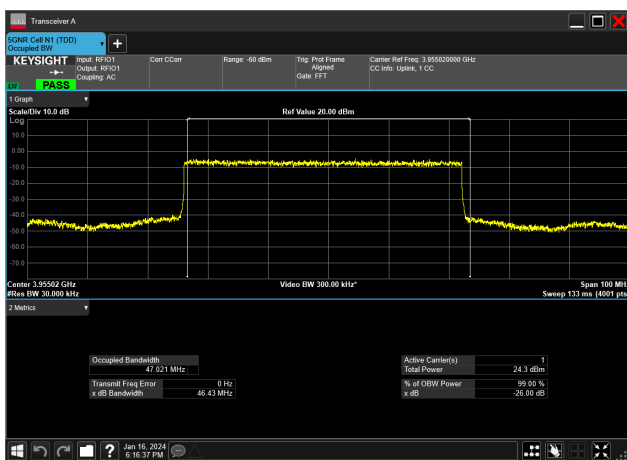 Transceiver A
5GNR Cell N1 (TDD)
Occupied BW
KEYSIGHT
Input: RFIO1
Output: RFIO1
Coupling: AC
Corr CCorr
Range: -60 dBm
Trig: Prot Frame
Aligned
Gate: FFT
Carrier Ref Freq: 3.955020000 GHz
CC Info: Uplink, 1 CC
PASS
1 Graph
Scale/Div 10.0 dB
Ref Value 20.00 dBm
Log
10.0
0.00
-10.0
-20.0
-30.0
-40.0
-50.0
-60.0
-70.0
Center 3.95502 GHz
Video BW 300.00 kHz*
Span 100 MH
#Res BW 30.000 kHz
Sweep 133 ms (4001 pts
2 Metrics
Occupied Bandwidth
47.021 MHz
Active Carrier(s) 1
Total Power 24.3 dBm
Transmit Freq Error 0 Hz
x dB Bandwidth 46.43 MHz
% of OBW Power 99.00 %
x dB -26.00 dB
Jan 16, 2024
6:16:37 PM